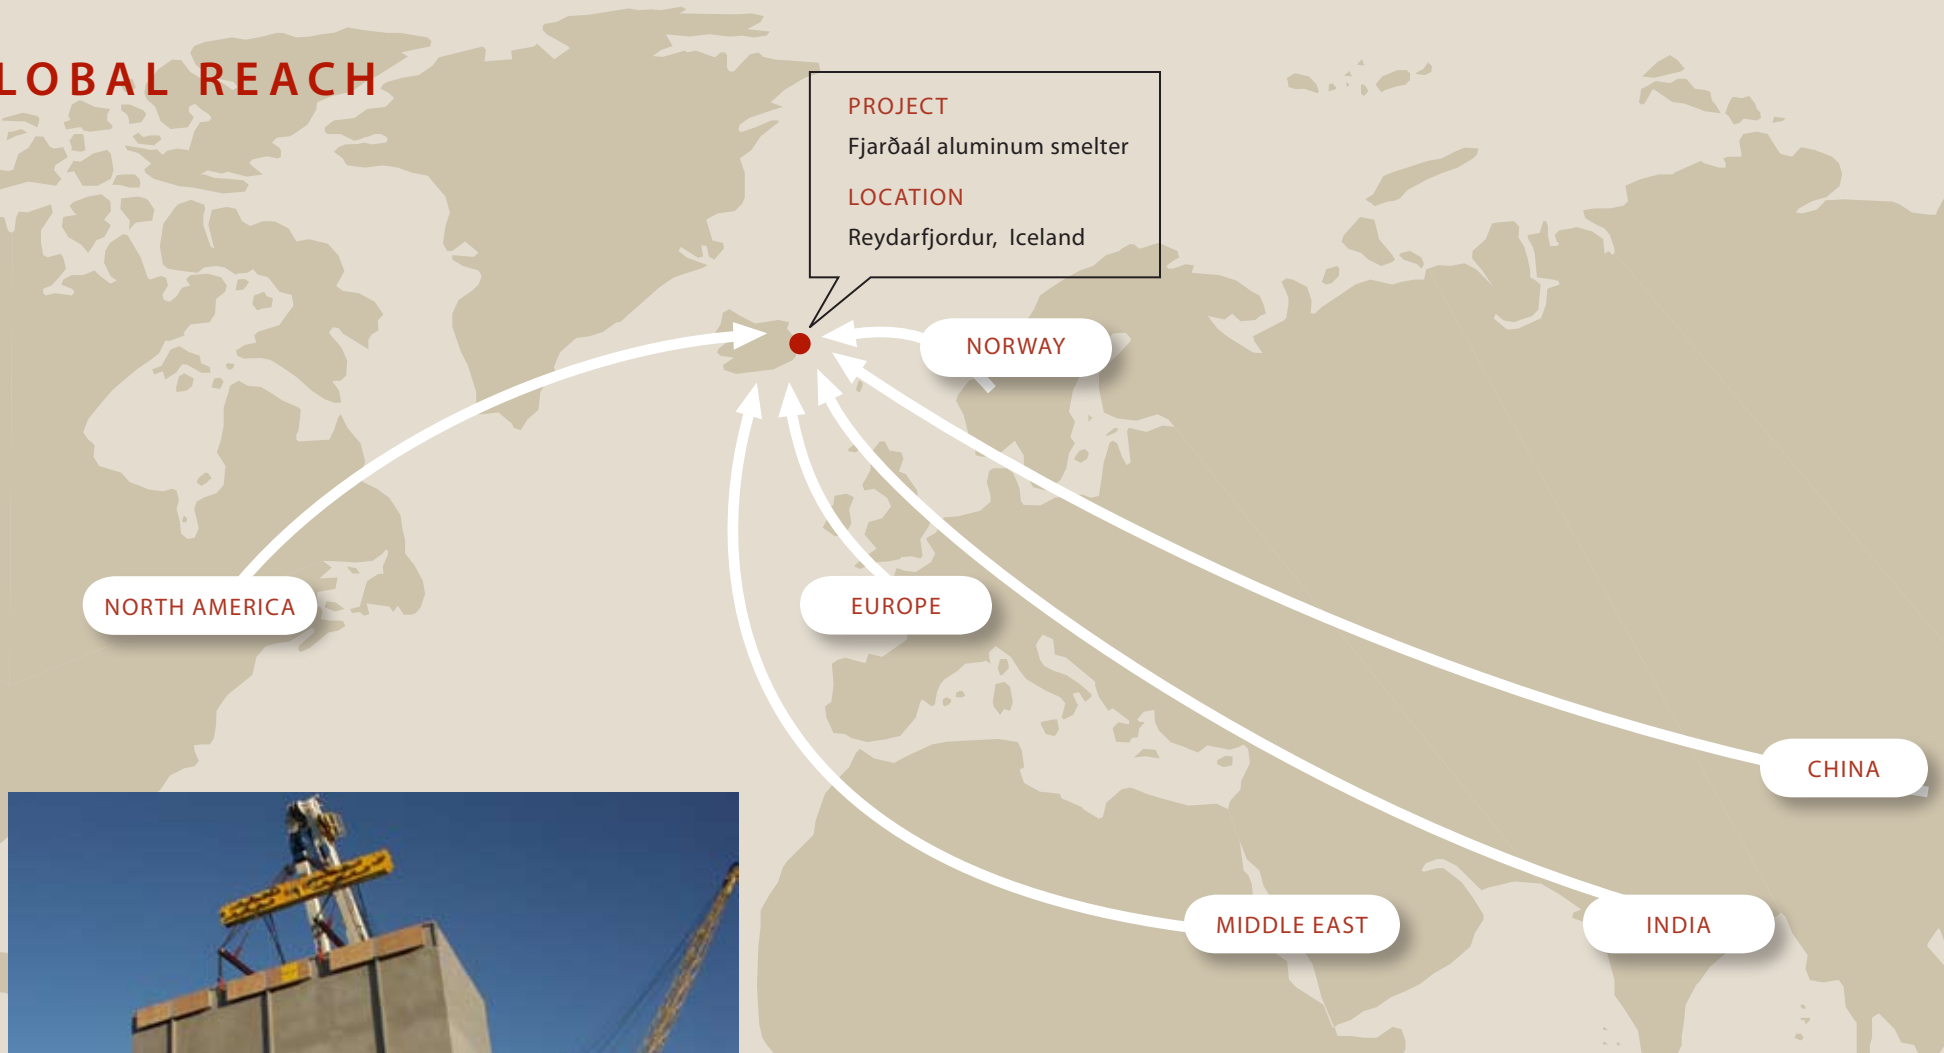 LOBAL REACH
PROJECT
Fjarðaál aluminum smelter
LOCATION
Reydarfjordur, Iceland
NORWAY
NORTH AMERICA
EUROPE
CHINA
MIDDLE EAST
INDIA